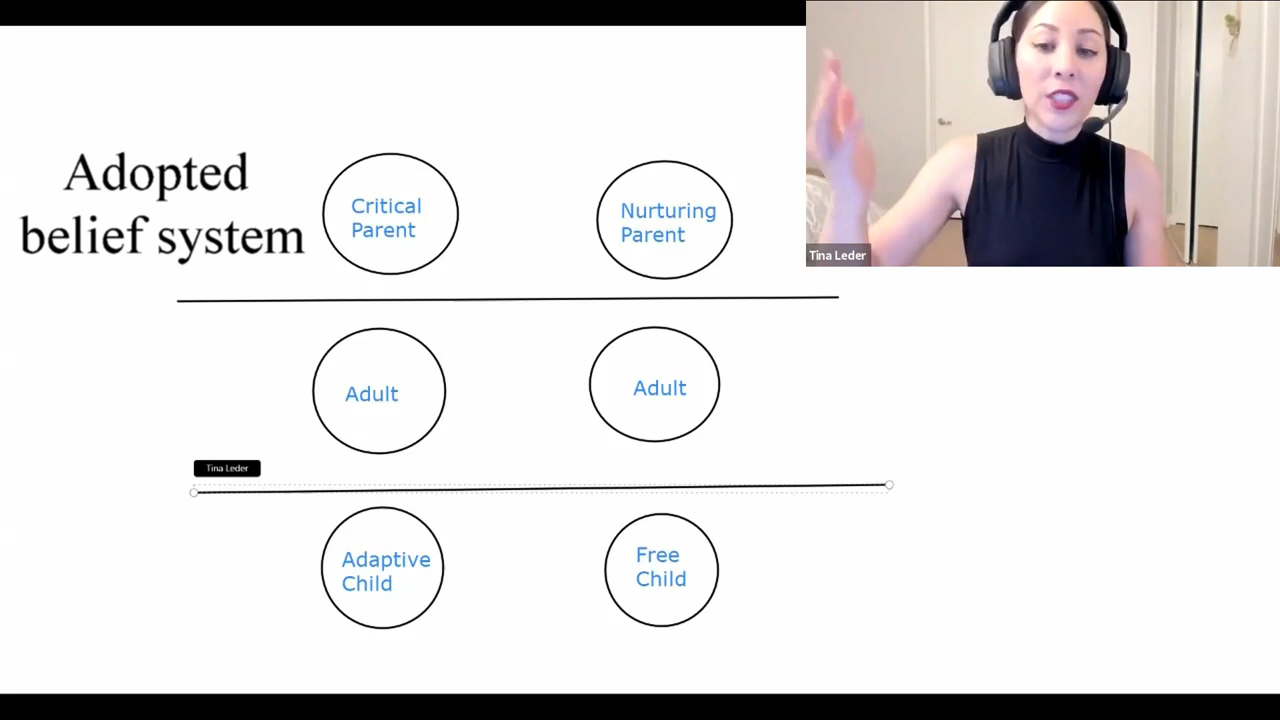 Adopted
belief system
Critical
Parent
Nurturing
Parent
Tina Leder
Adult
Adult
Tina Leder
Adaptive
Child
Free
Child